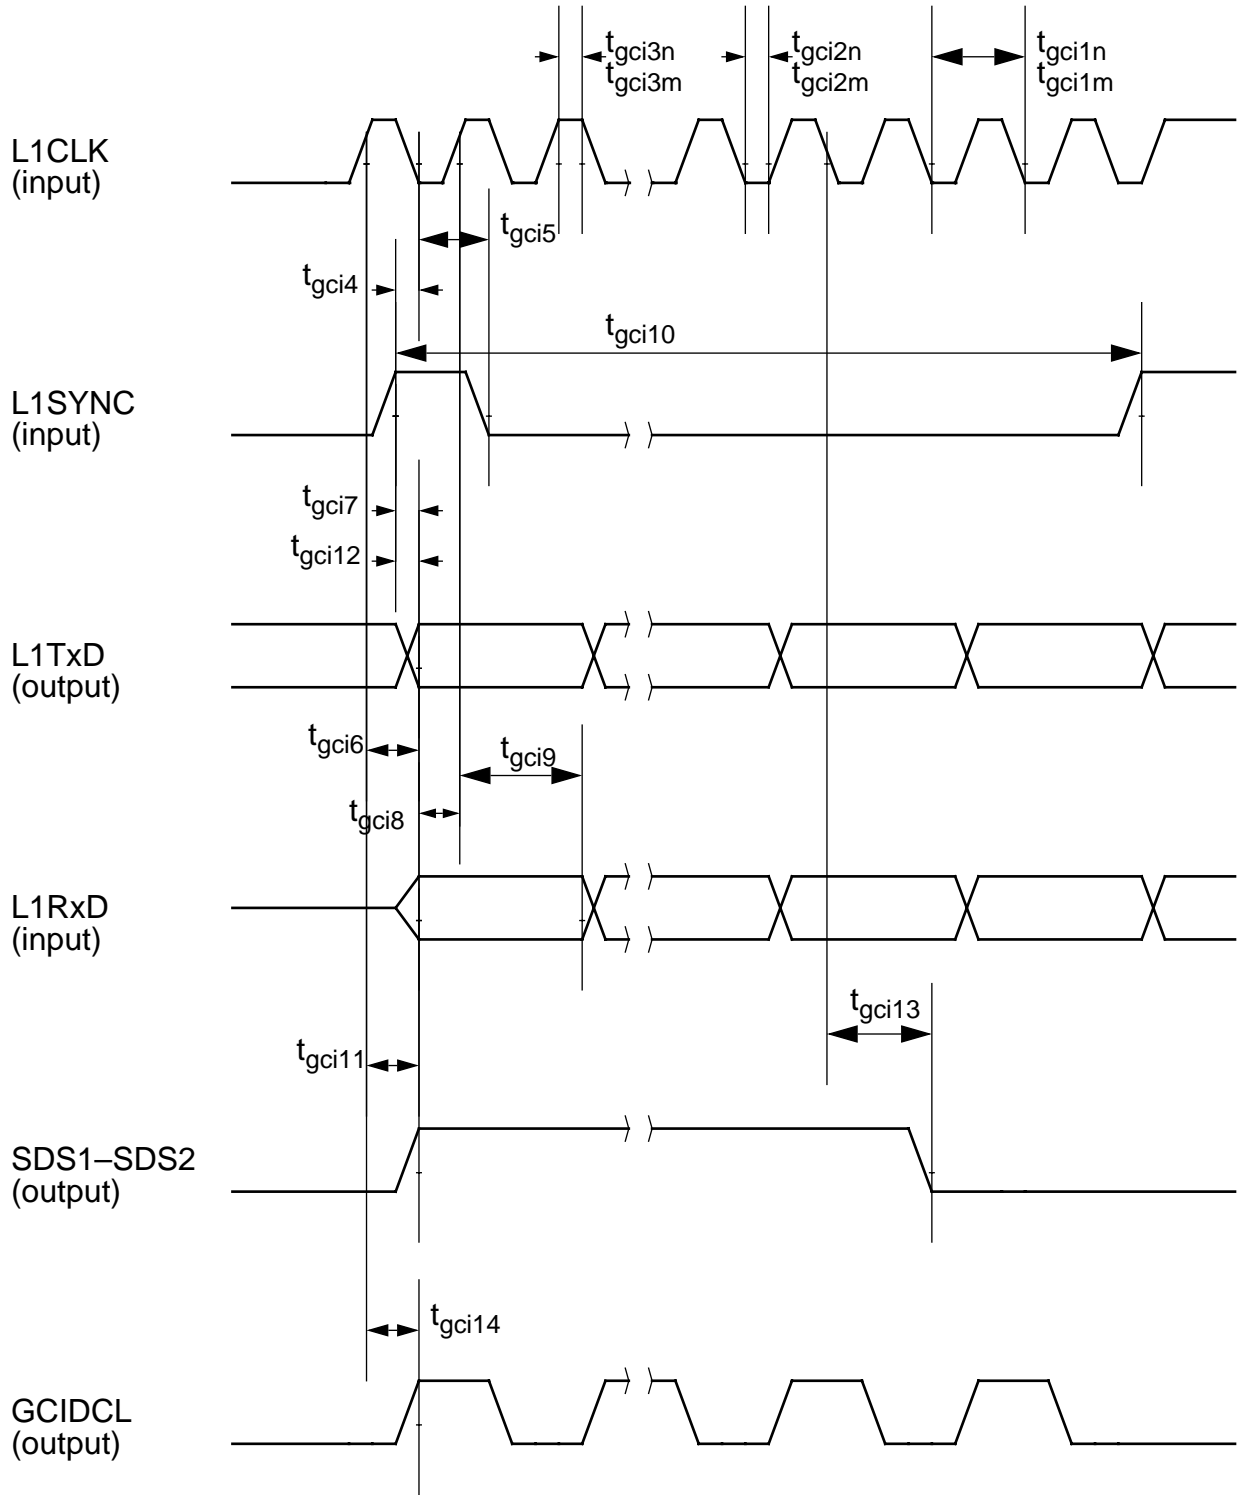 tgci3n
tgci3m
tgci2n
tgci2m
tgci1n
tgci1m
L1CLK
(input)
tgci5
tgci4
tgci10
L1SYNC
(input)
tgci7
tgci12
L1TxD
(output)
tgci6
tgci9
tgci8
L1RxD
(input)
tgci13
tgci11
SDS1–SDS2
(output)
tgci14
GCIDCL
(output)